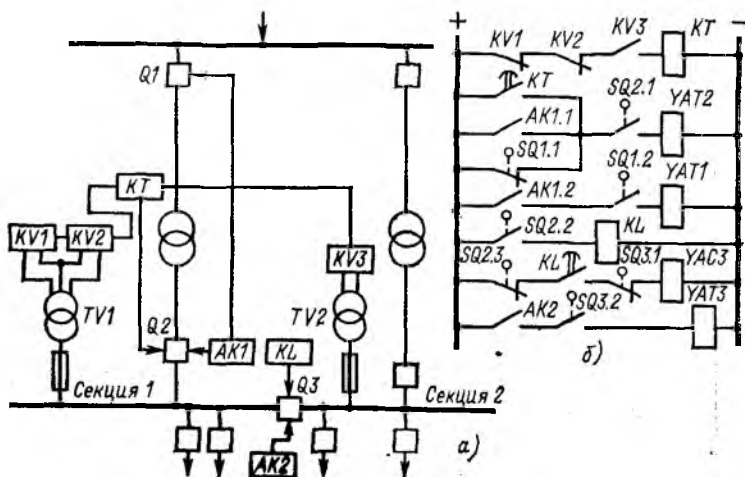 Q1
KT
KV1
KV2
KV3
TV1
TV2
Q2
AK1
KL
Q3
Секция 1
Секция 2
AK2
а)
+
−
KV1
KV2
KV3
KT
KT
SQ2.1
YAT2
AK1.1
SQ1.1
SQ1.2
YAT1
AK1.2
SQ2.2
KL
SQ2.3
KL
SQ3.1
YAC3
AK2
SQ3.2
YAT3
б)